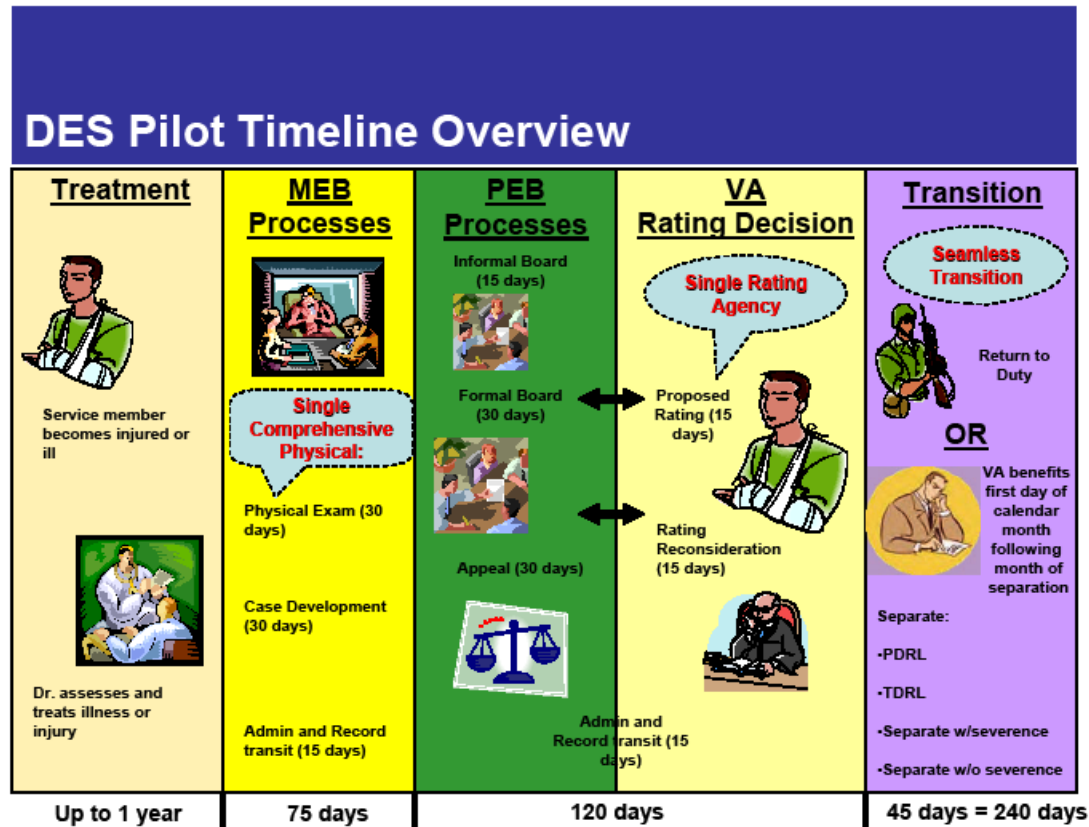 DES Pilot Timeline Overview
Treatment
Service member
becomes injured or
ill
Dr. assesses and
treats illness or
injury
Up to 1 year
MEB
Processes
Single
Comprehensive
Physical:
Physical Exam (30
days)
Case Development
(30 days)
Admin and Record
transit (15 days)
75 days
PEB
Processes
Informal Board
(15 days)
Formal Board
(30 days)
Appeal (30 days)
VA
Rating Decision
Single Rating
Agency
Proposed
Rating (15
days)
Rating
Reconsideration
(15 days)
Admin and
Record transit (15
days)
120 days
Transition
Seamless
Transition
Return to
Duty
OR
VA benefits
first day of
calendar
month
following
month of
separation
Separate:
•PDRL
•TDRL
•Separate w/severence
•Separate w/o severence
45 days = 240 days